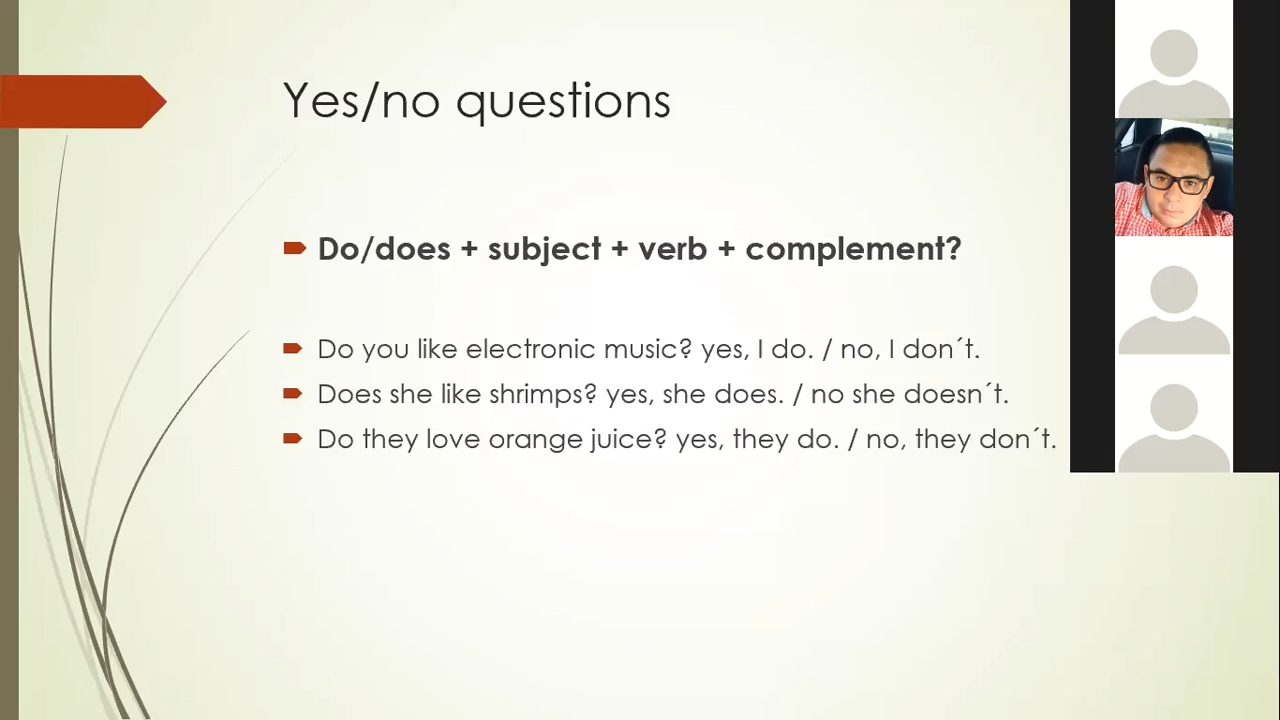 Yes/no questions
Do/does + subject + verb + complement?
Do you like electronic music? yes, I do. / no, I don´t.
Does she like shrimps? yes, she does. / no she doesn´t.
Do they love orange juice? yes, they do. / no, they don´t.